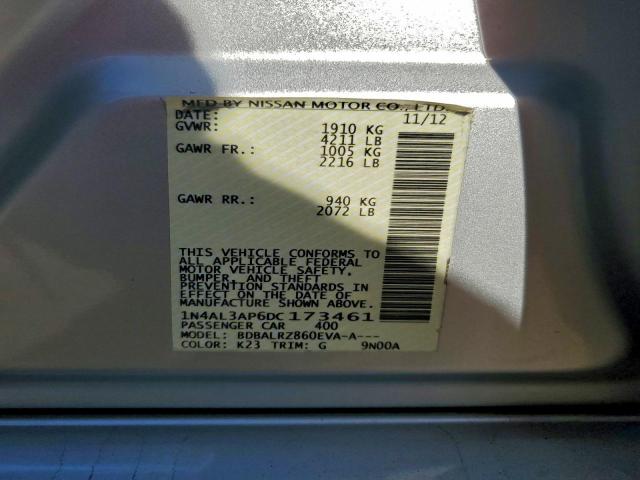 MFD BY NISSAN MOTOR CO., LTD.
DATE: 11/12
GVWR: 1910 KG
4211 LB
GAWR FR.: 1005 KG
2216 LB
GAWR RR.: 940 KG
2072 LB
THIS VEHICLE CONFORMS TO
ALL APPLICABLE FEDERAL
MOTOR VEHICLE SAFETY,
BUMPER, AND THEFT
PREVENTION STANDARDS IN
EFFECT ON THE DATE OF
MANUFACTURE SHOWN ABOVE.
1N4AL3AP6DC173461
PASSENGER CAR 400
MODEL: BDBALRZ860EVA-A---
COLOR: K23 TRIM: G 9N00A